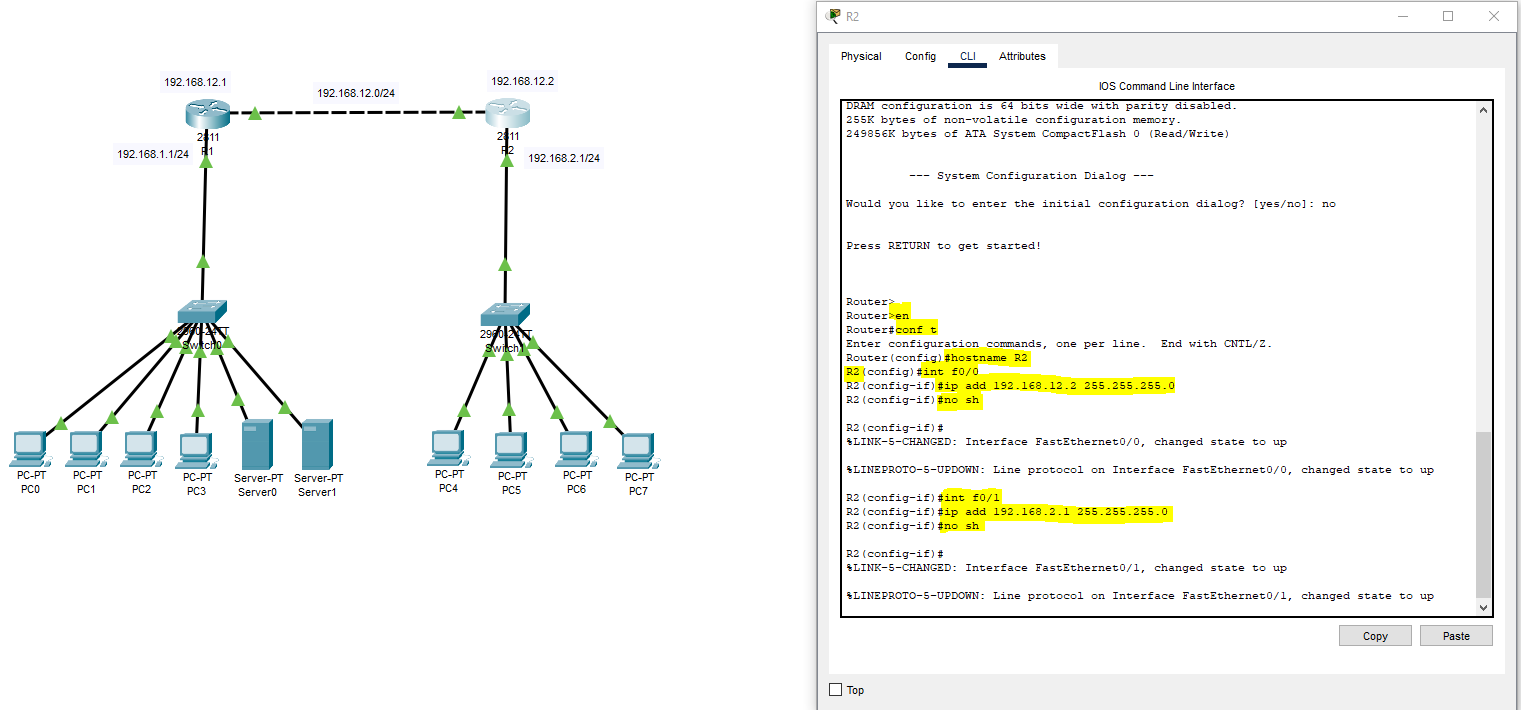 192.168.12.1
192.168.12.0/24
192.168.12.2
2811
R1
2811
R2
192.168.1.1/24
192.168.2.1/24
2960-24TT
Switch0
2960-24TT
Switch1
PC-PT
PC0
PC-PT
PC1
PC-PT
PC2
PC-PT
PC3
Server-PT
Server0
Server-PT
Server1
PC-PT
PC4
PC-PT
PC5
PC-PT
PC6
PC-PT
PC7
R2
Physical Config CLI Attributes
IOS Command Line Interface
DRAM configuration is 64 bits wide with parity disabled.
255K bytes of non-volatile configuration memory.
249856K bytes of ATA System CompactFlash 0 (Read/Write)
--- System Configuration Dialog ---
Would you like to enter the initial configuration dialog? [yes/no]: no
Press RETURN to get started!
Router>
Router>en
Router#conf t
Enter configuration commands, one per line. End with CNTL/Z.
Router(config)#hostname R2
R2(config)#int f0/0
R2(config-if)#ip add 192.168.12.2 255.255.255.0
R2(config-if)#no sh
R2(config-if)#
%LINK-5-CHANGED: Interface FastEthernet0/0, changed state to up
%LINEPROTO-5-UPDOWN: Line protocol on Interface FastEthernet0/0, changed state to up
R2(config-if)#int f0/1
R2(config-if)#ip add 192.168.2.1 255.255.255.0
R2(config-if)#no sh
R2(config-if)#
%LINK-5-CHANGED: Interface FastEthernet0/1, changed state to up
%LINEPROTO-5-UPDOWN: Line protocol on Interface FastEthernet0/1, changed state to up
Copy Paste
Top